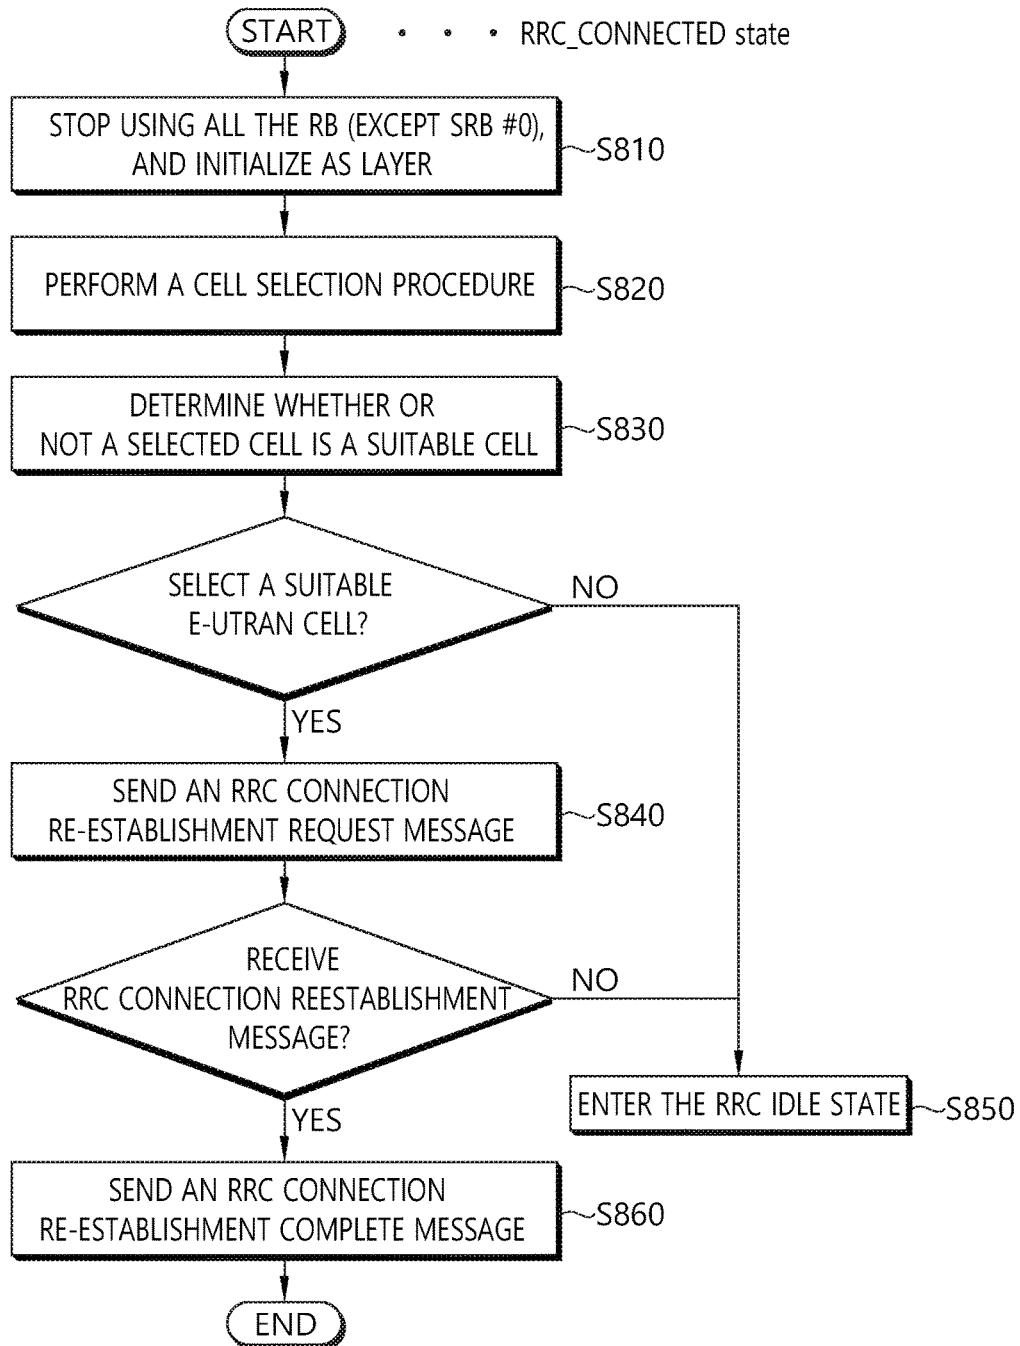 START · · · RRC_CONNECTED state
STOP USING ALL THE RB (EXCEPT SRB #0),
AND INITIALIZE AS LAYER
S810
PERFORM A CELL SELECTION PROCEDURE
S820
DETERMINE WHETHER OR
NOT A SELECTED CELL IS A SUITABLE CELL
S830
SELECT A SUITABLE
E-UTRAN CELL?
NO
YES
SEND AN RRC CONNECTION
RE-ESTABLISHMENT REQUEST MESSAGE
S840
RECEIVE
RRC CONNECTION REESTABLISHMENT
MESSAGE?
NO
YES
ENTER THE RRC IDLE STATE
S850
SEND AN RRC CONNECTION
RE-ESTABLISHMENT COMPLETE MESSAGE
S860
END